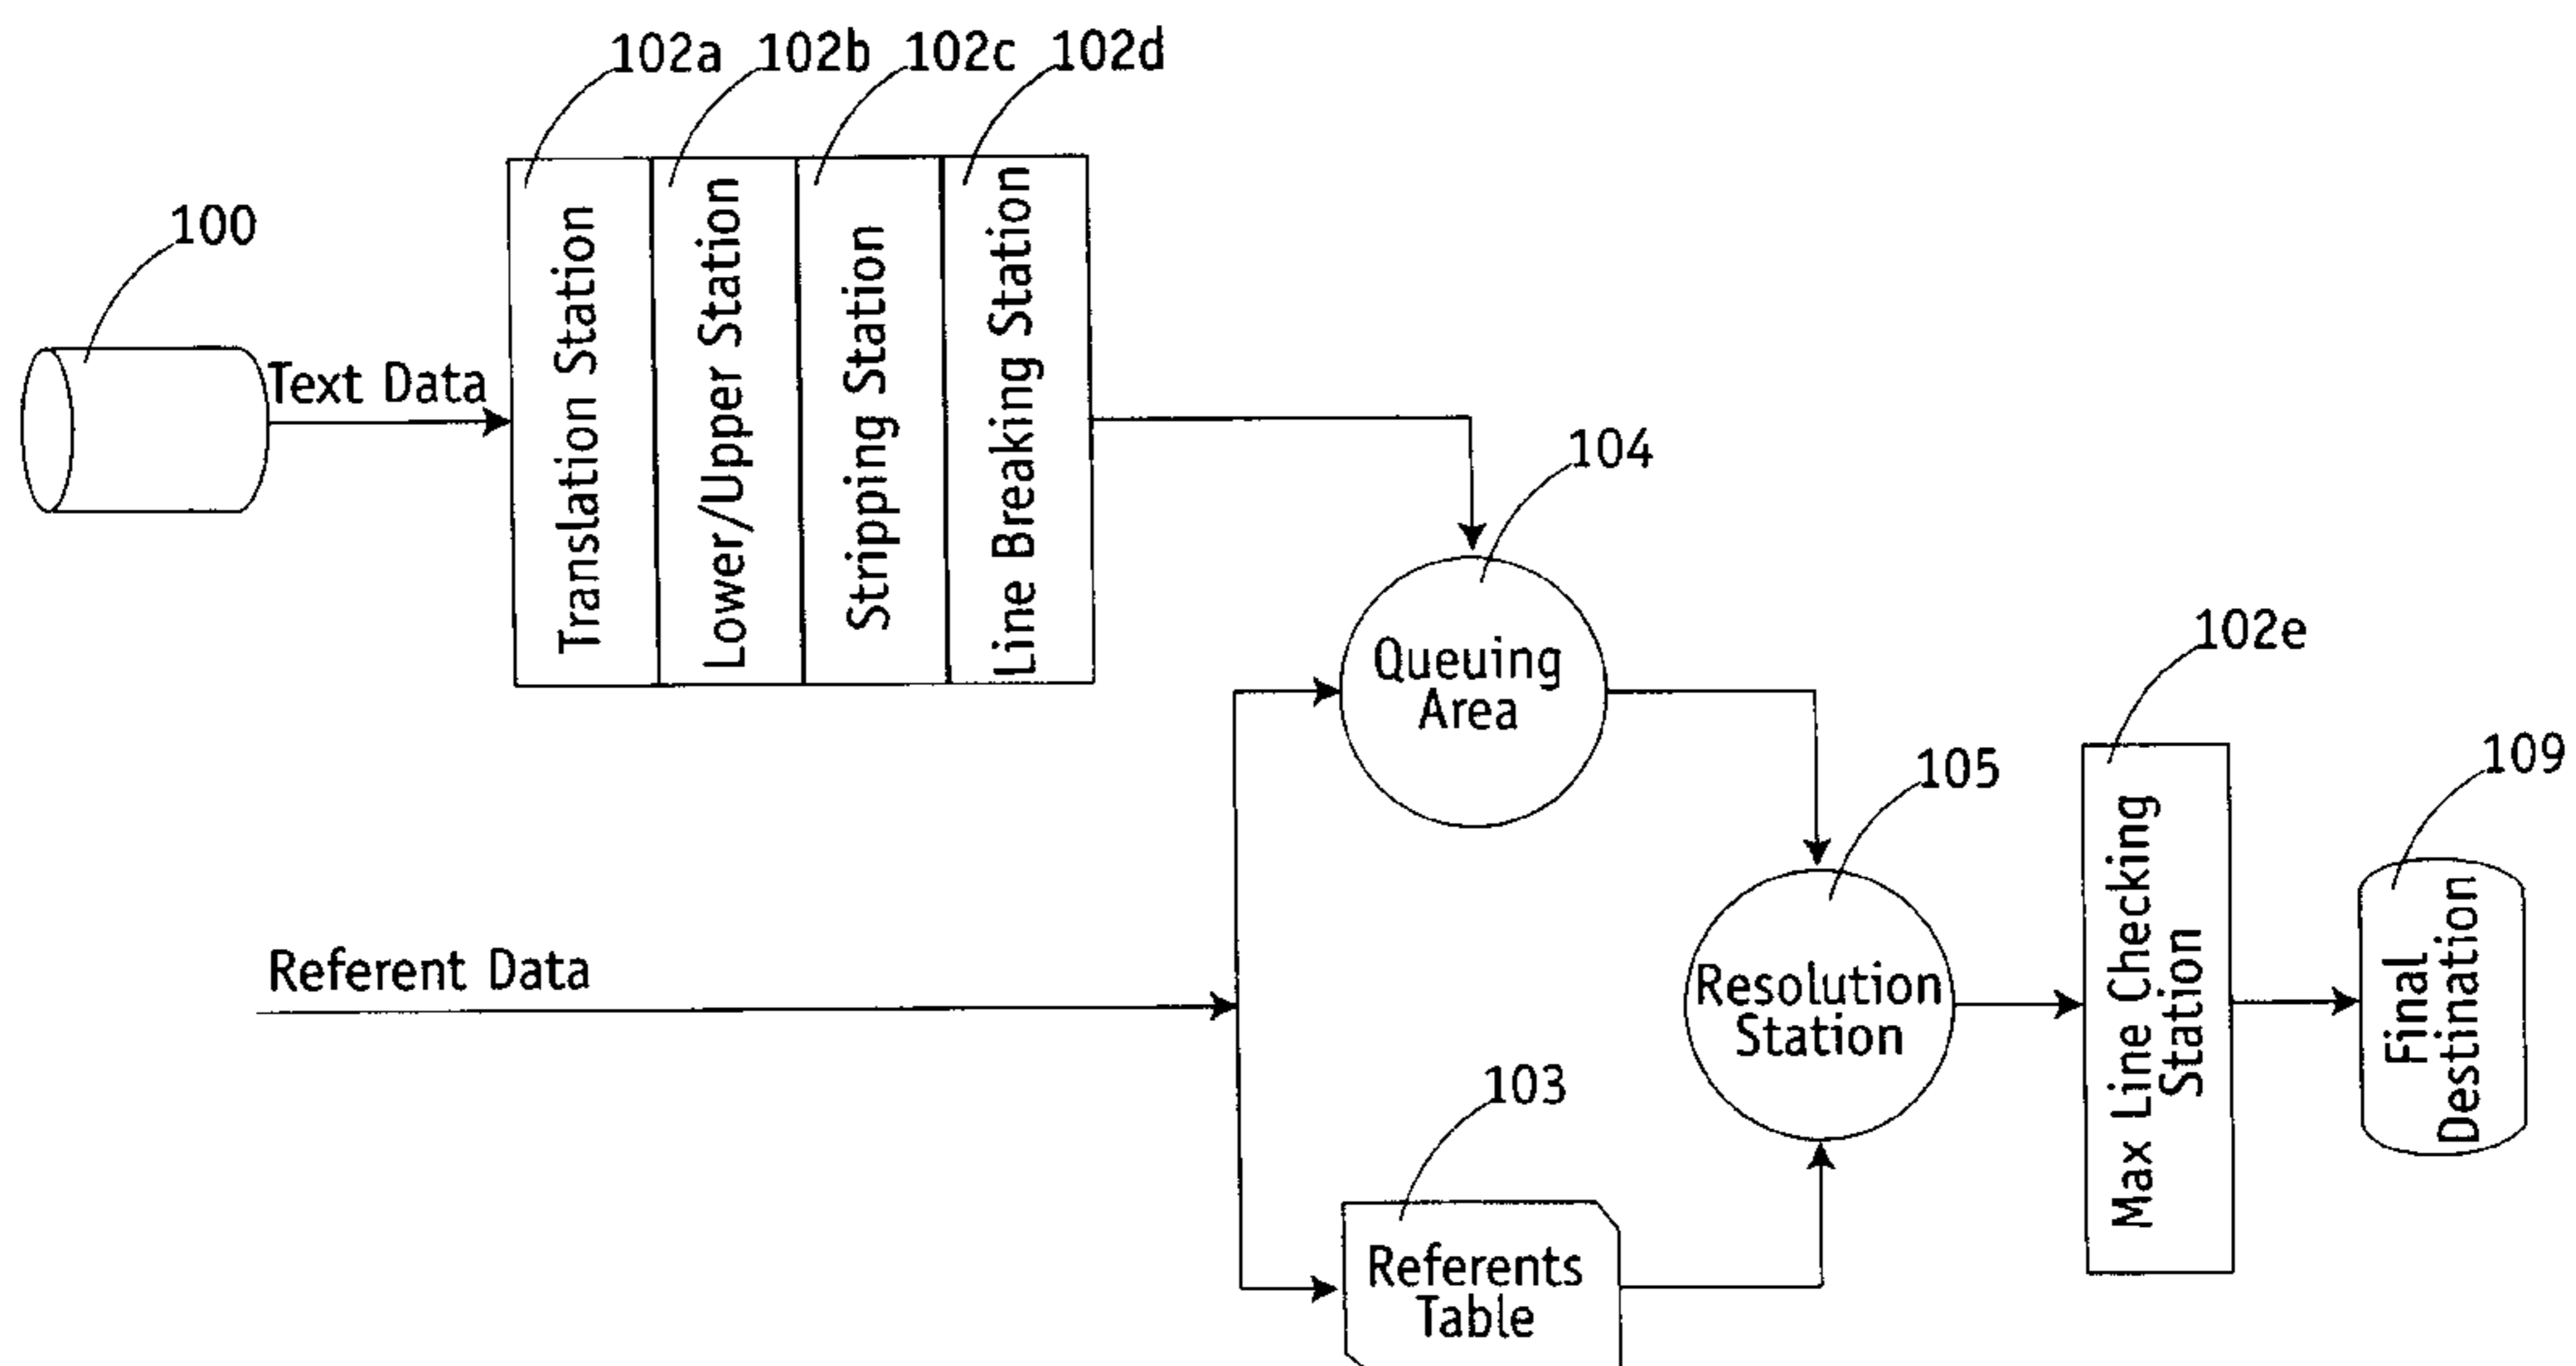 102a
102b
102c
102d
100
Text Data
Translation Station
Lower/Upper Station
Stripping Station
Line Breaking Station
104
Queuing
Area
102e
105
109
Referent Data
Resolution
Station
Max Line Checking
Station
Final
Destination
103
Referents
Table